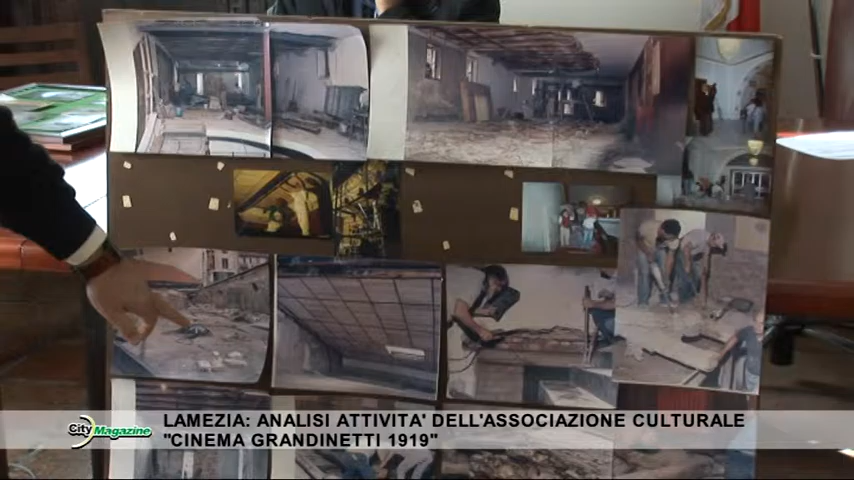 City
Magazine
LAMEZIA: ANALISI ATTIVITA' DELL'ASSOCIAZIONE CULTURALE
"CINEMA GRANDINETTI 1919"